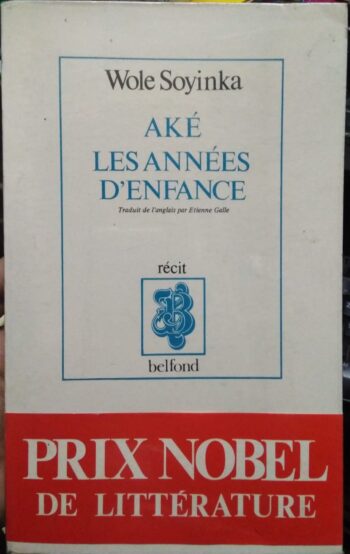 Wole Soyinka
AKÉ
LES ANNÉES
D'ENFANCE
Traduit de l'anglais par Etienne Galle
récit
B
belfond
PRIX NOBEL
DE LITTÉRATURE